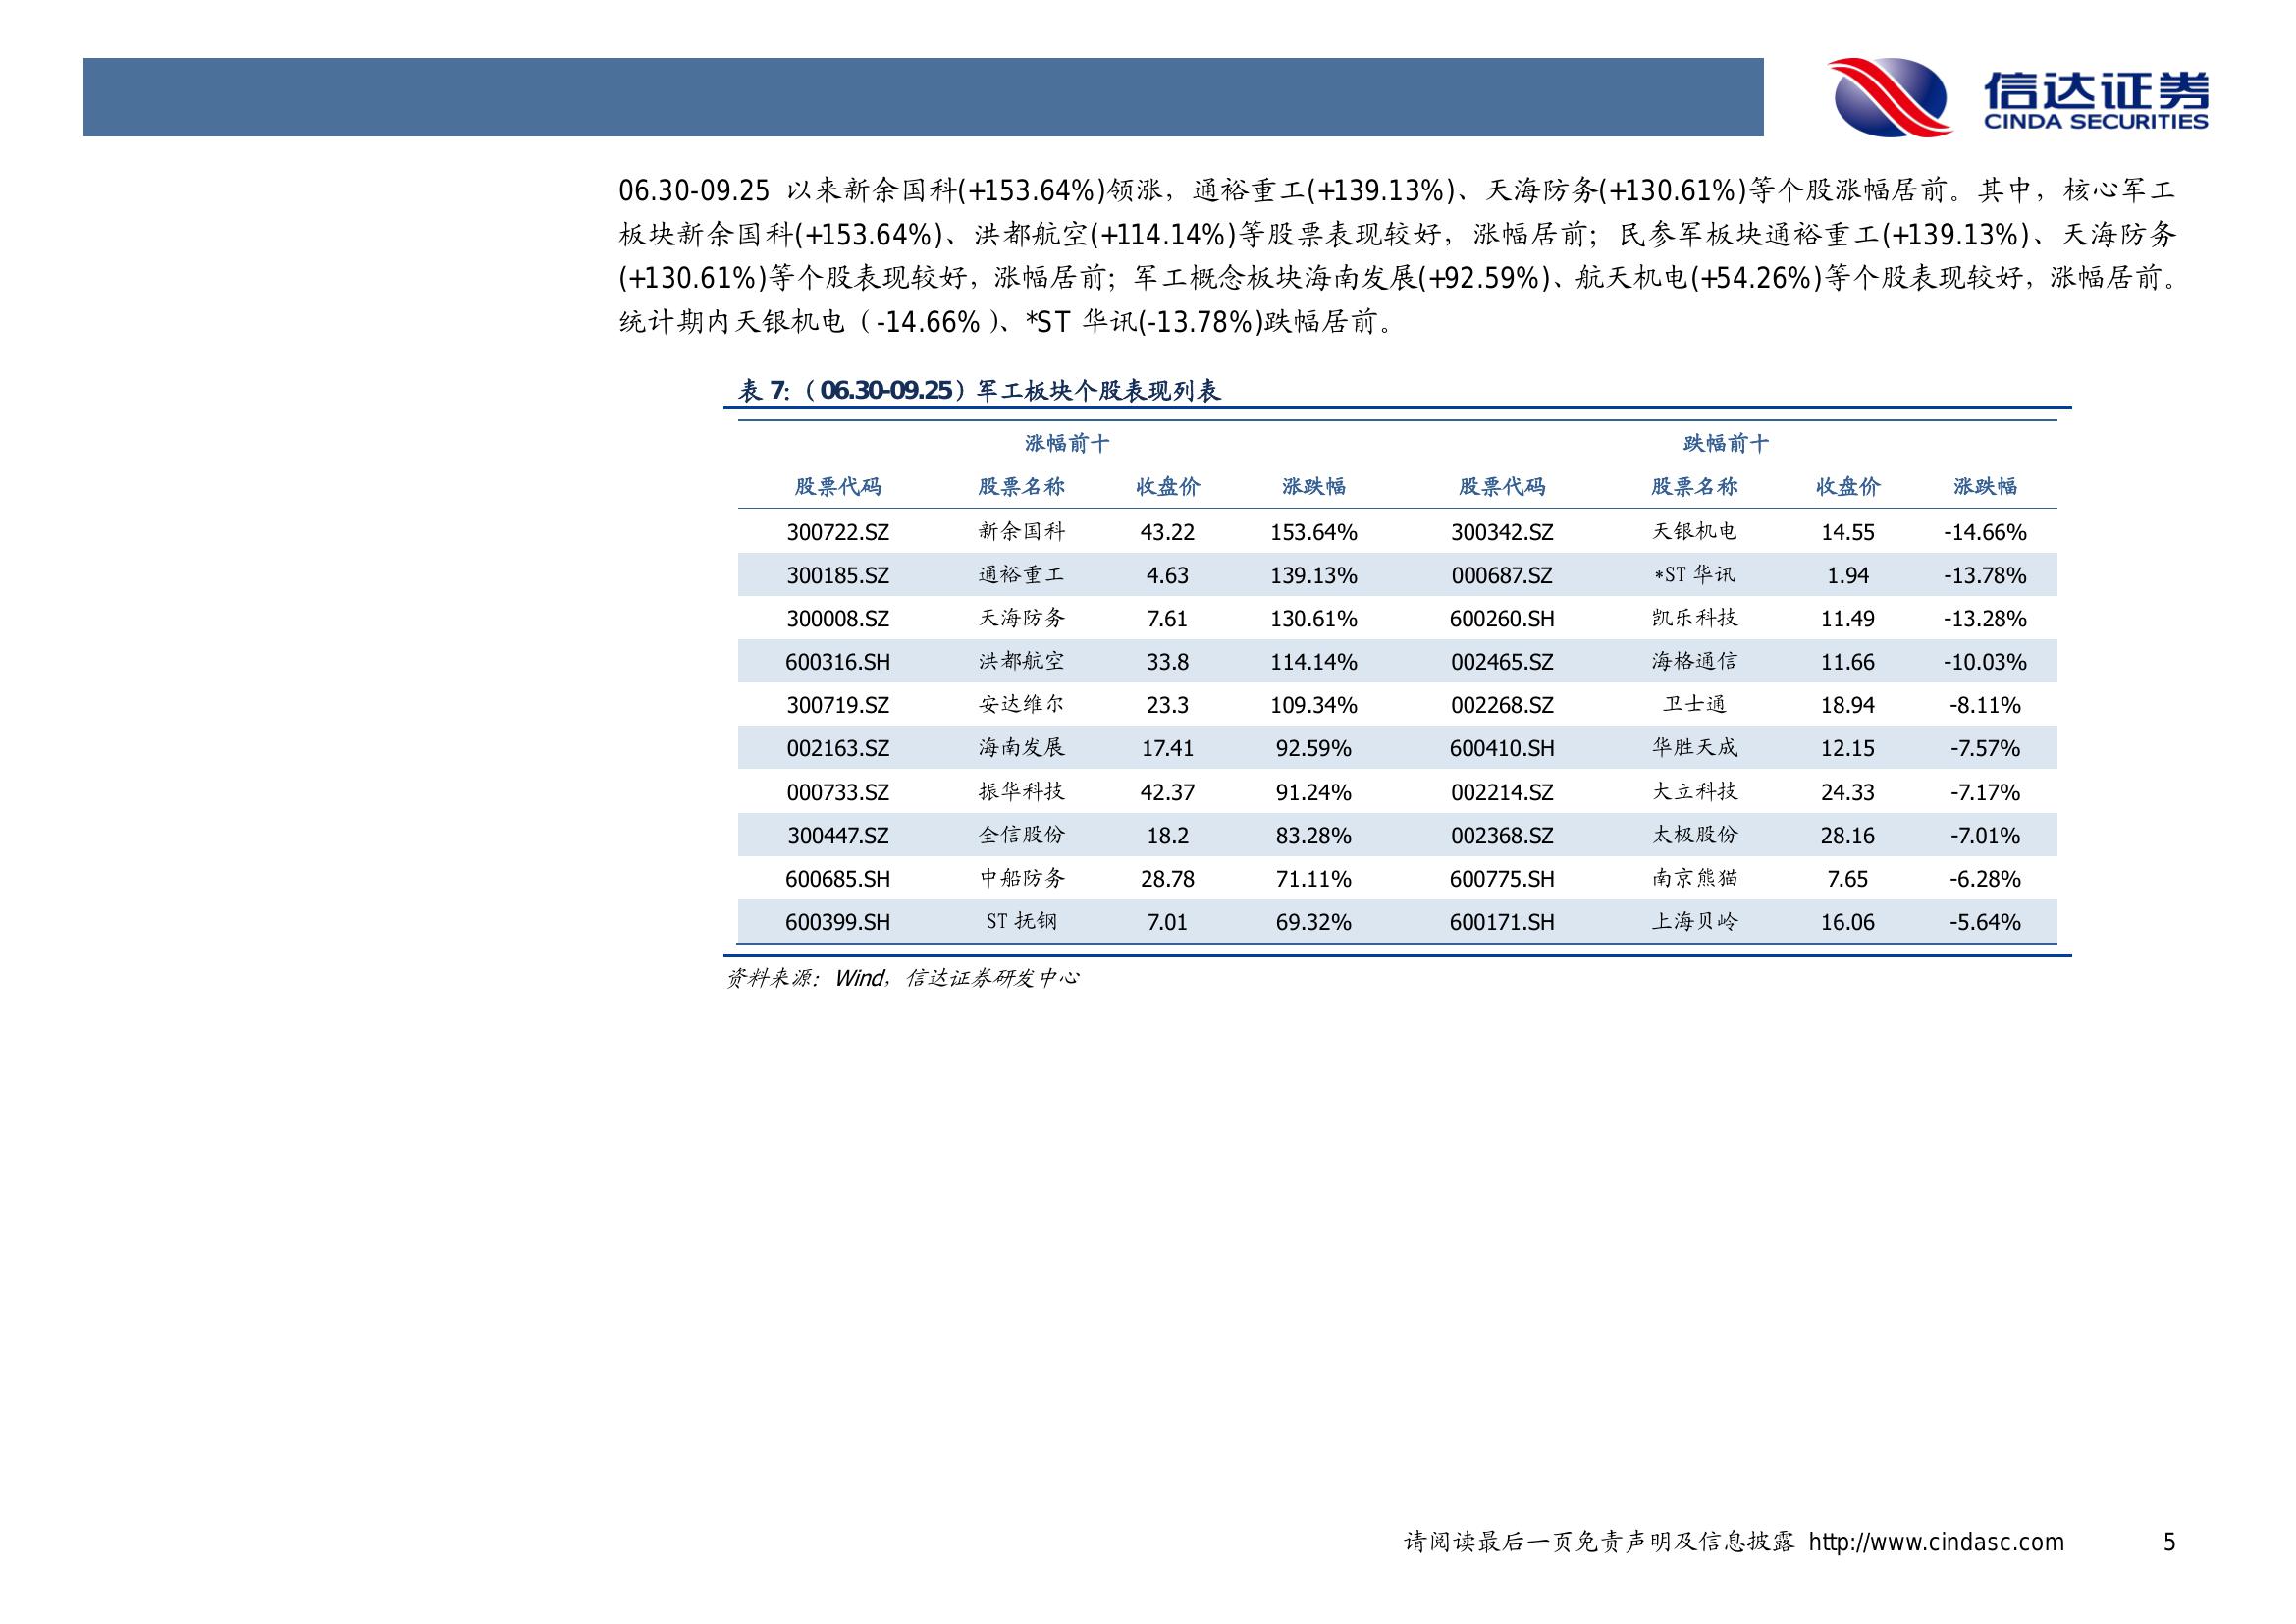 信达证券
CINDA SECURITIES
06.30-09.25 以来新余国科(+153.64%)领涨，通裕重工(+139.13%)、天海防务(+130.61%)等个股涨幅居前。其中，核心军工
板块新余国科(+153.64%)、洪都航空(+114.14%)等股票表现较好，涨幅居前；民参军板块通裕重工(+139.13%)、天海防务
(+130.61%)等个股表现较好，涨幅居前；军工概念板块海南发展(+92.59%)、航天机电(+54.26%)等个股表现较好，涨幅居前。
统计期内天银机电（-14.66%）、*ST 华讯(-13.78%)跌幅居前。
表 7:（06.30-09.25）军工板块个股表现列表
涨幅前十 跌幅前十
股票代码 股票名称 收盘价 涨跌幅 股票代码 股票名称 收盘价 涨跌幅
300722.SZ 新余国科 43.22 153.64% 300342.SZ 天银机电 14.55 -14.66%
300185.SZ 通裕重工 4.63 139.13% 000687.SZ *ST 华讯 1.94 -13.78%
300008.SZ 天海防务 7.61 130.61% 600260.SH 凯乐科技 11.49 -13.28%
600316.SH 洪都航空 33.8 114.14% 002465.SZ 海格通信 11.66 -10.03%
300719.SZ 安达维尔 23.3 109.34% 002268.SZ 卫士通 18.94 -8.11%
002163.SZ 海南发展 17.41 92.59% 600410.SH 华胜天成 12.15 -7.57%
000733.SZ 振华科技 42.37 91.24% 002214.SZ 大立科技 24.33 -7.17%
300447.SZ 全信股份 18.2 83.28% 002368.SZ 太极股份 28.16 -7.01%
600685.SH 中船防务 28.78 71.11% 600775.SH 南京熊猫 7.65 -6.28%
600399.SH ST 抚钢 7.01 69.32% 600171.SH 上海贝岭 16.06 -5.64%
资料来源：Wind，信达证券研发中心
请阅读最后一页免责声明及信息披露 http://www.cindasc.com 5